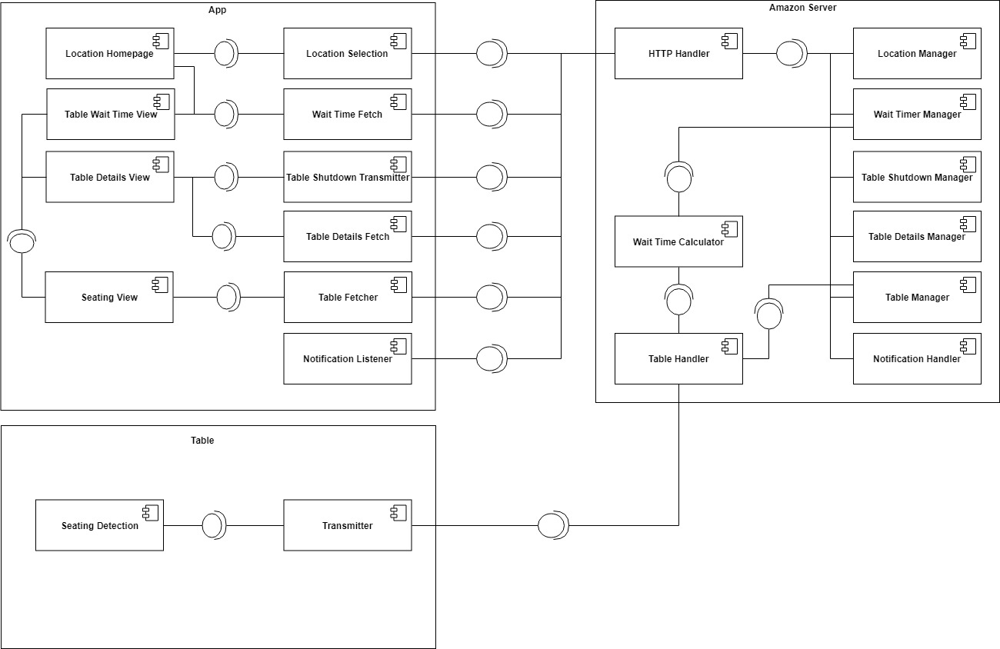 App
Location Homepage
Location Selection
Table Wait Time View
Wait Time Fetch
Table Details View
Table Shutdown Transmitter
Table Details Fetch
Seating View
Table Fetcher
Notification Listener
Amazon Server
HTTP Handler
Location Manager
Wait Timer Manager
Table Shutdown Manager
Wait Time Calculator
Table Details Manager
Table Manager
Table Handler
Notification Handler
Table
Seating Detection
Transmitter